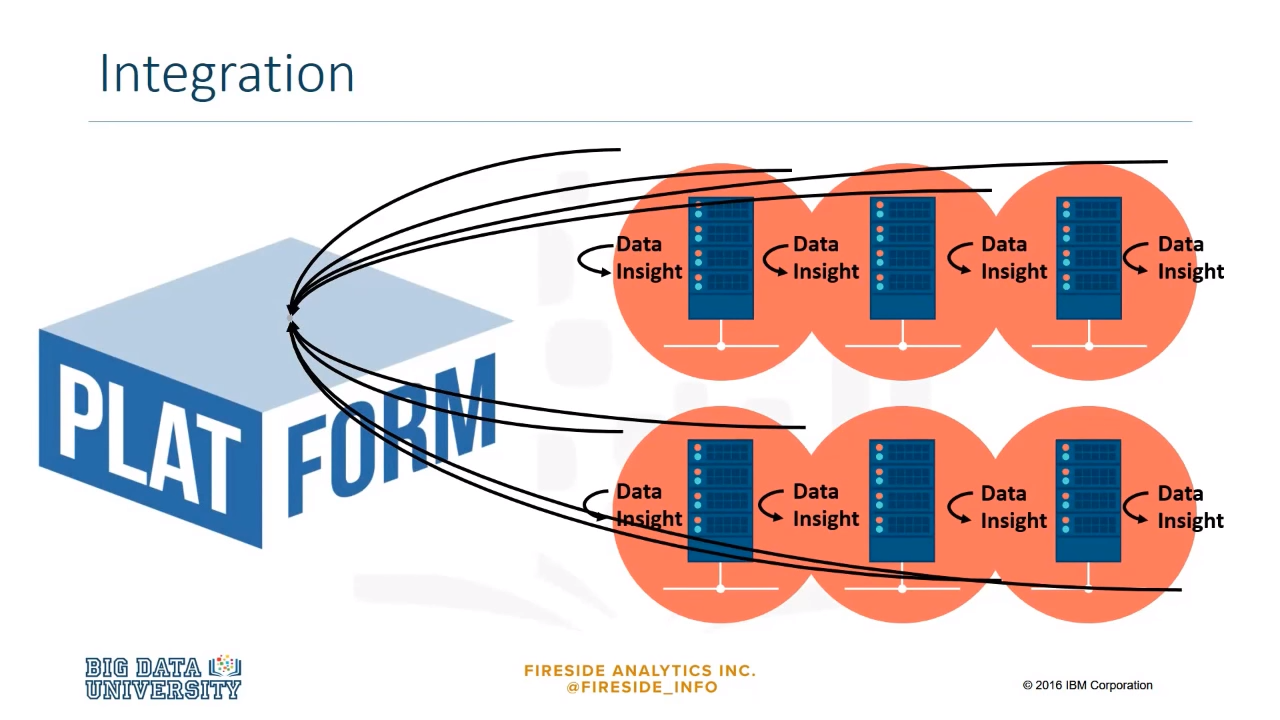 Integration
Data Data Data Data
Insight Insight Insight Insight
PLAT
FORM
Data Data Data Data
Insight Insight Insight Insight
BIG DATA
UNIVERSITY
FIRESIDE ANALYTICS INC.
@FIRESIDE_INFO
© 2016 IBM Corporation